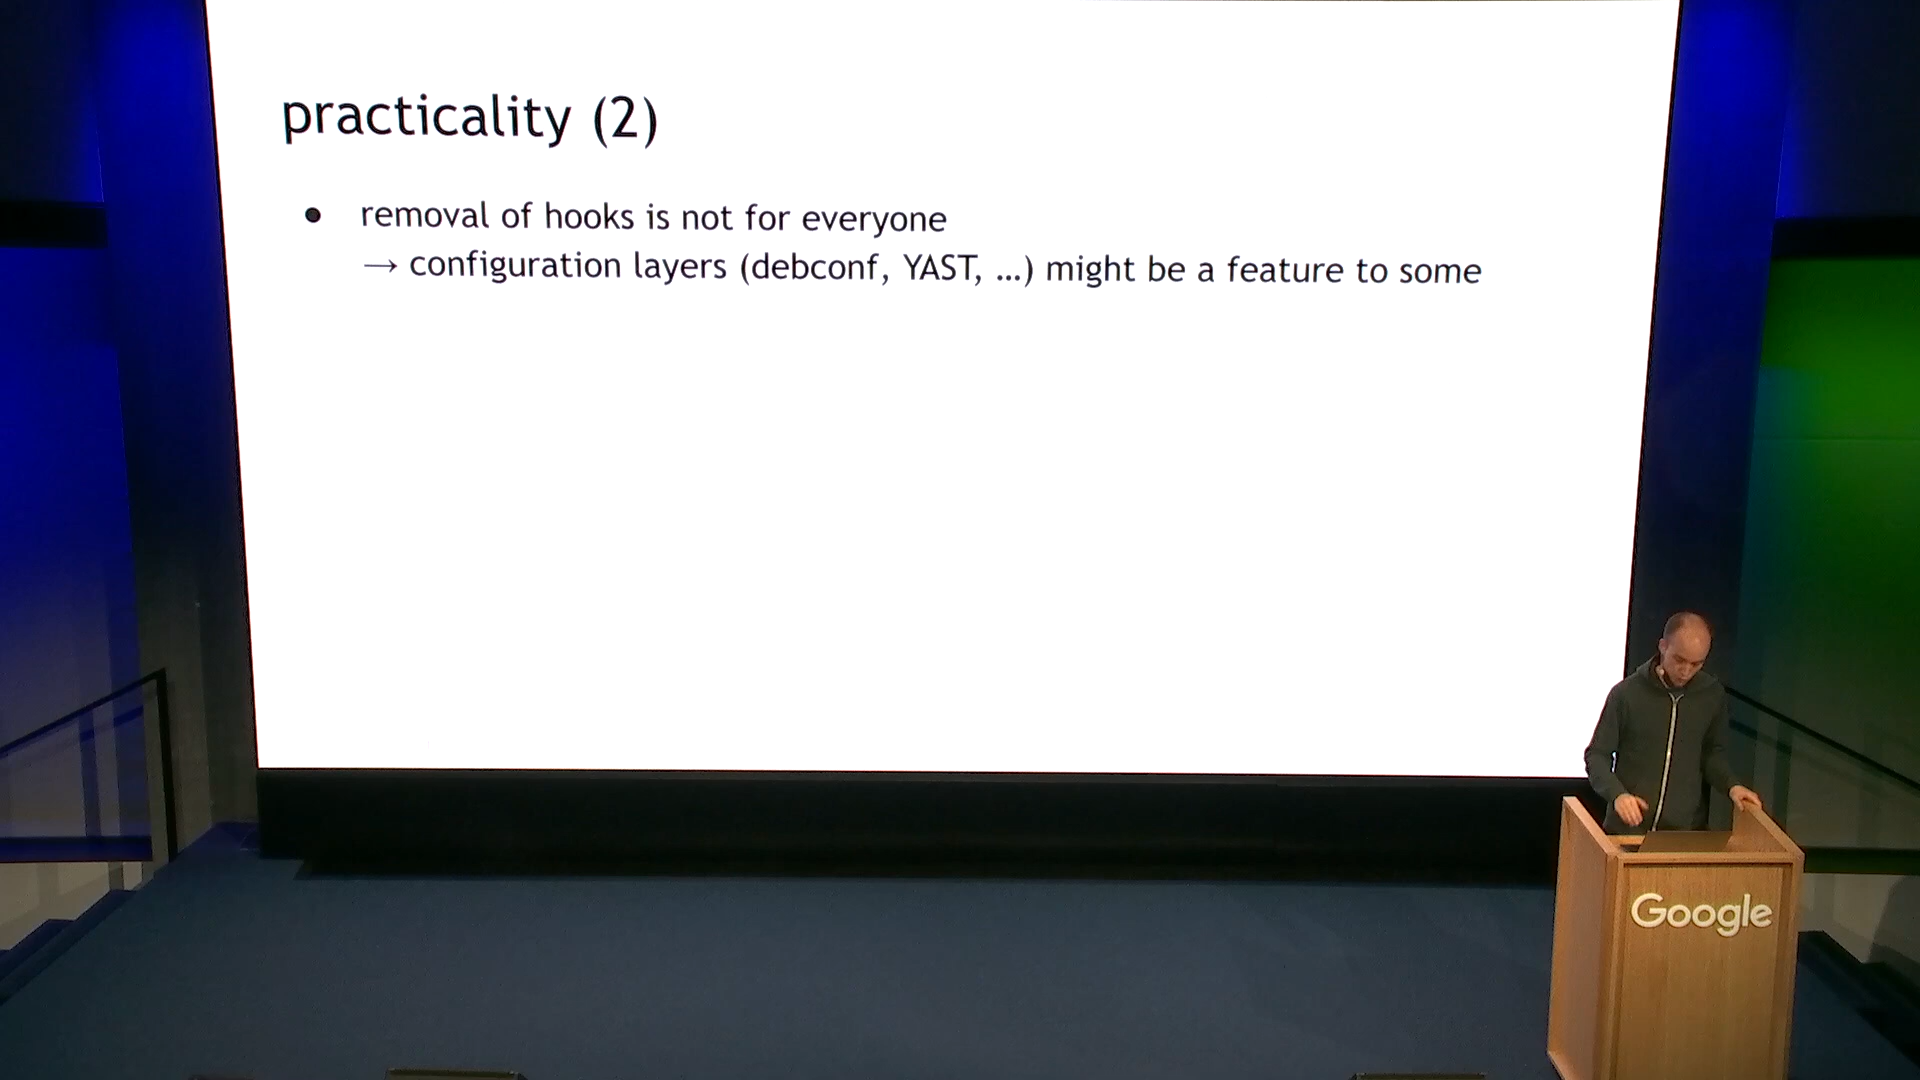 practicality (2)
● removal of hooks is not for everyone
→ configuration layers (debconf, YAST, ...) might be a feature to some
Google